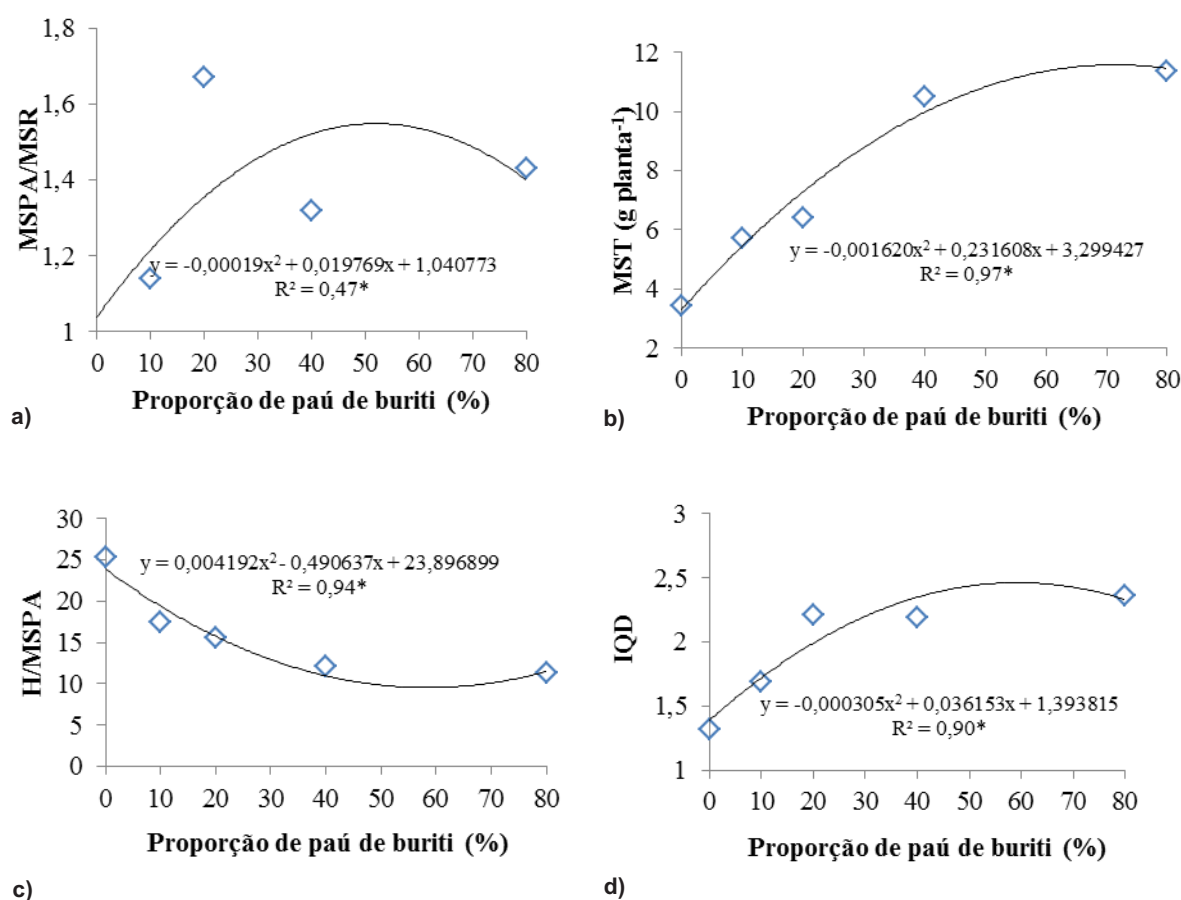 MSPA/MSR
1,8
1,6
1,4
1,2
1
y = -0,00019x² + 0,019769x + 1,040773
R² = 0,47*
0 10 20 30 40 50 60 70 80
Proporção de paú de buriti (%)
a)
MST (g planta⁻¹)
12
10
8
6
4
2
y = -0,001620x² + 0,231608x + 3,299427
R² = 0,97*
0 10 20 30 40 50 60 70 80
Proporção de paú de buriti (%)
b)
H/MSPA
30
25
20
15
10
5
0
y = 0,004192x² - 0,490637x + 23,896899
R² = 0,94*
0 10 20 30 40 50 60 70 80
Proporção de paú de buriti (%)
c)
IQD
3
2,5
2
1,5
1
y = -0,000305x² + 0,036153x + 1,393815
R² = 0,90*
0 10 20 30 40 50 60 70 80
Proporção de paú de buriti (%)
d)